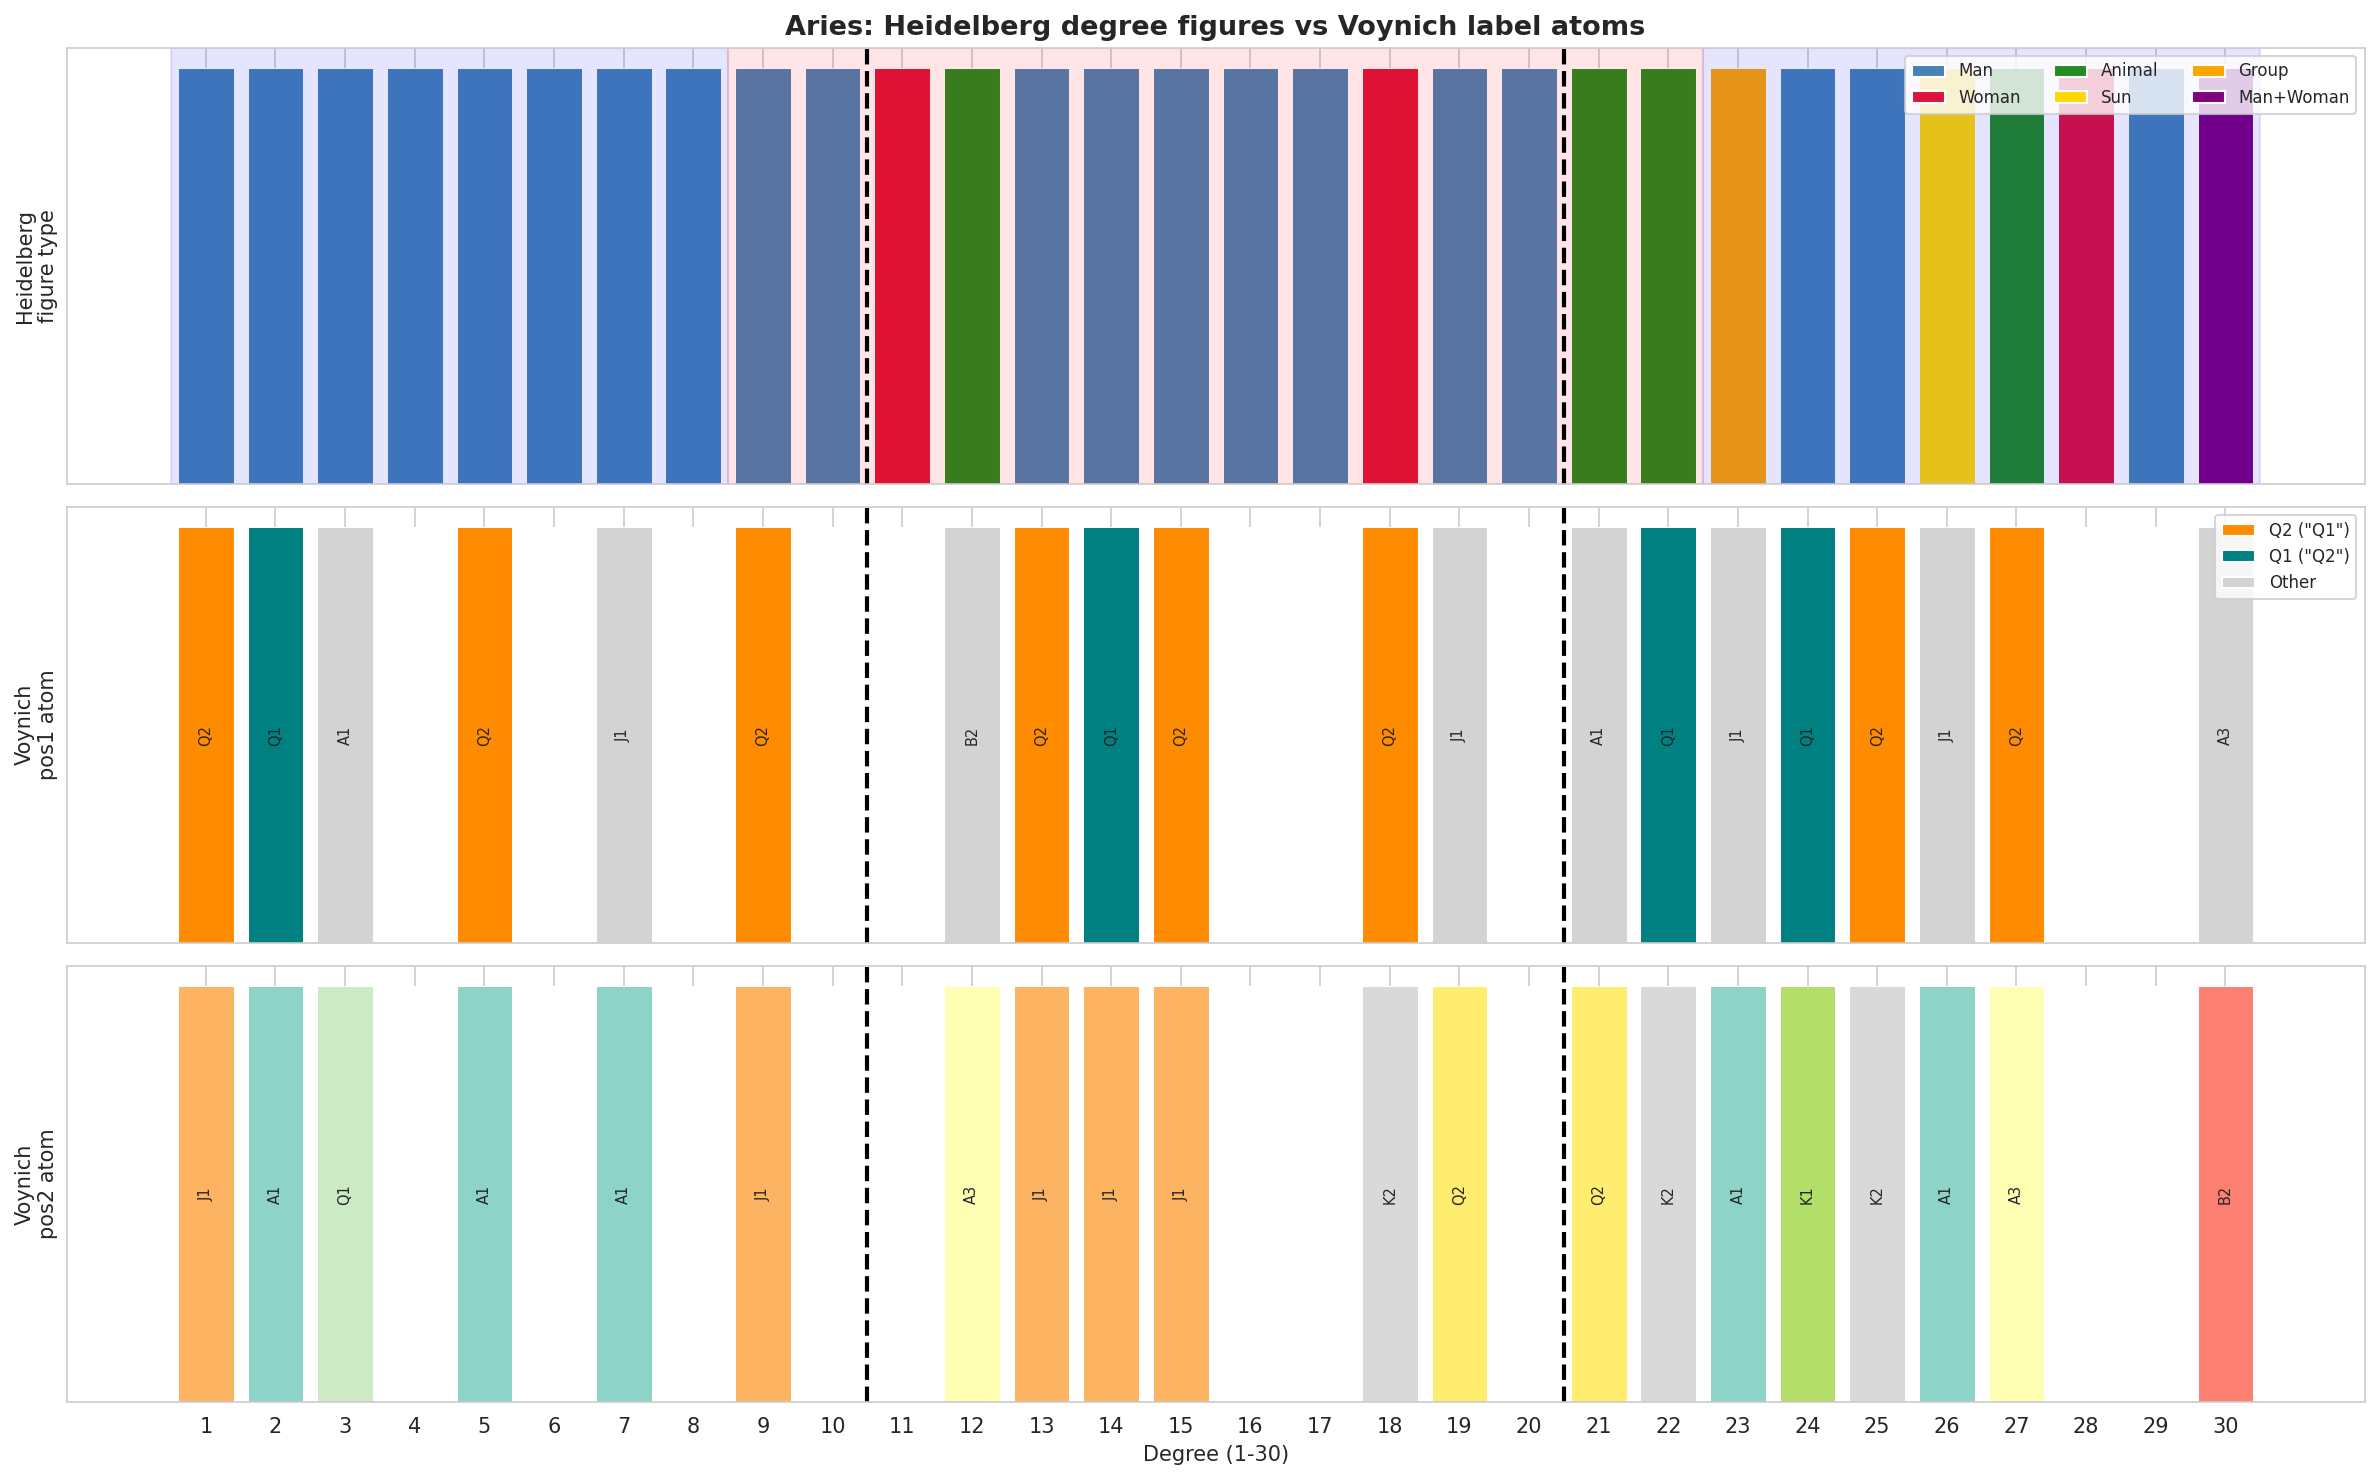 Aries: Heidelberg degree figures vs Voynich label atoms
Heidelberg
figure type
Man Animal Group
Woman Sun Man+Woman
Voynich
pos1 atom
Q2 ("Q1")
Q1 ("Q2")
Other
Q2 Q1 A1 Q2 J1 Q2 B2 Q2 Q1 Q2 Q2 J1 A1 Q1 J1 Q1 Q2 J1 Q2 A3
Voynich
pos2 atom
J1 A1 Q1 A1 A1 J1 A3 J1 J1 J1 K2 Q2 Q2 K2 A1 K1 K2 A1 A3 B2
1 2 3 4 5 6 7 8 9 10 11 12 13 14 15 16 17 18 19 20 21 22 23 24 25 26 27 28 29 30
Degree (1-30)